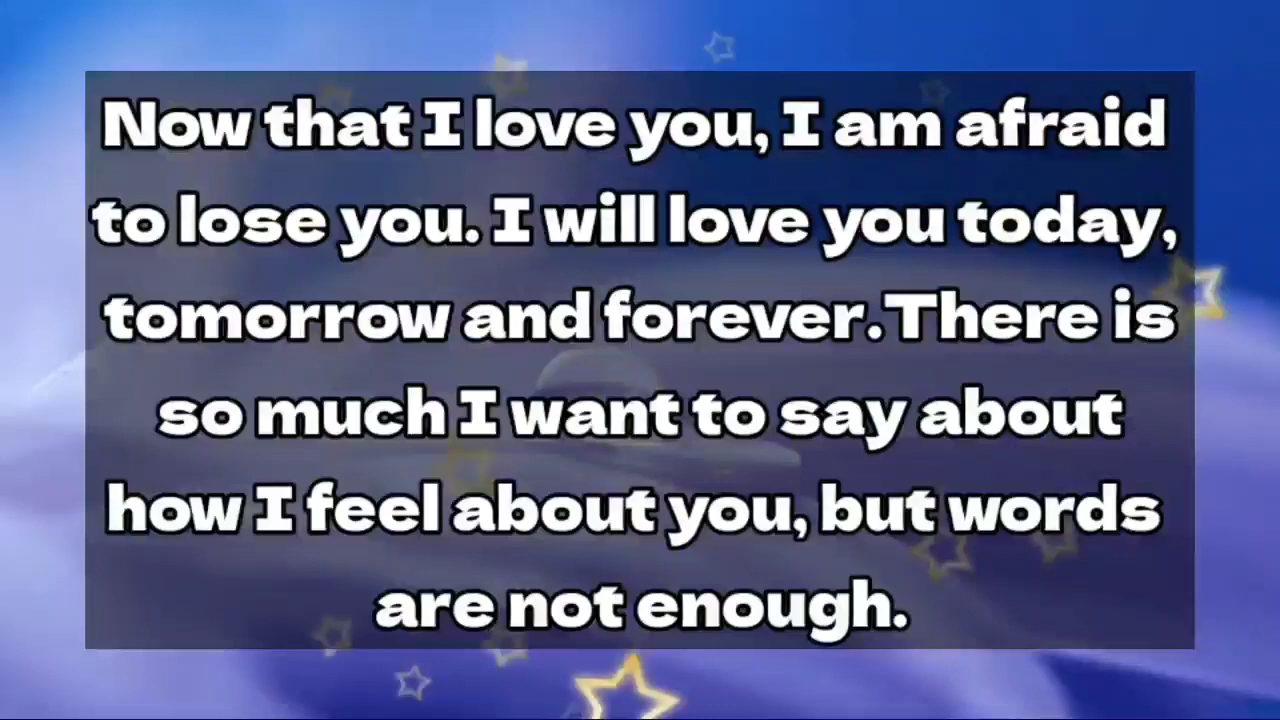 Now that I love you, I am afraid
to lose you. I will love you today,
tomorrow and forever.There is
so much I want to say about
how I feel about you, but words
are not enough.